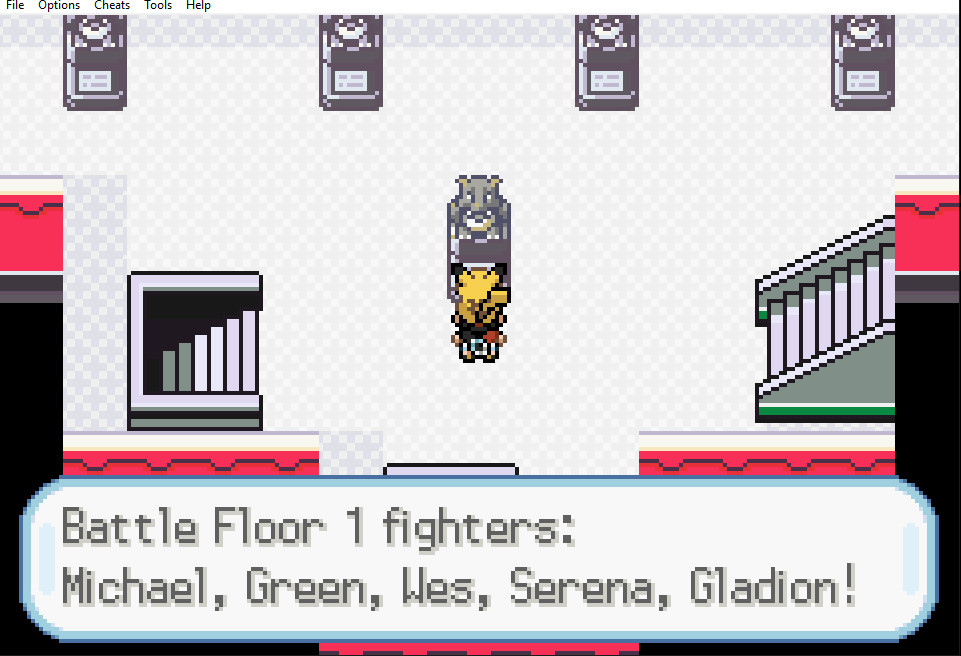 File Options Cheats Tools Help
Battle Floor 1 fighters:
Michael, Green, Wes, Serena, Gladion!